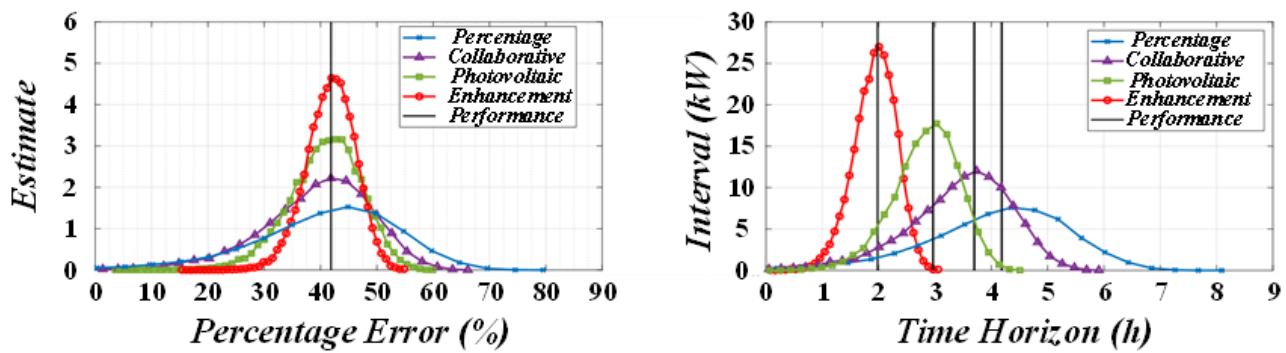 6
5
4
3
2
1
0
Estimate
Percentage
Collaborative
Photovoltaic
Enhancement
Performance
0 10 20 30 40 50 60 70 80 90
Percentage Error (%)
30
25
20
15
10
5
0
Interval (kW)
Percentage
Collaborative
Photovoltaic
Enhancement
Performance
0 1 2 3 4 5 6 7 8 9
Time Horizon (h)